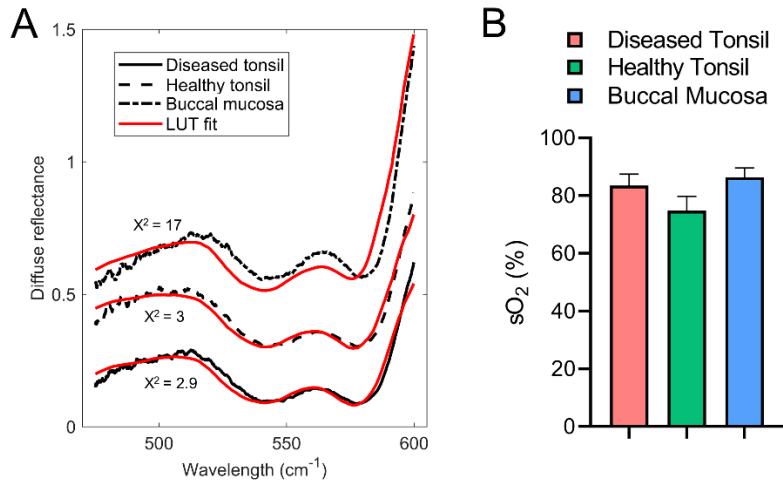 A
Diffuse reflectance
1.5
1
0.5
0
Diseased tonsil
Healthy tonsil
Buccal mucosa
LUT fit
X² = 17
X² = 3
X² = 2.9
500
550
600
Wavelength (cm⁻¹)
B
Diseased Tonsil
Healthy Tonsil
Buccal Mucosa
sO₂ (%)
100
80
60
40
20
0